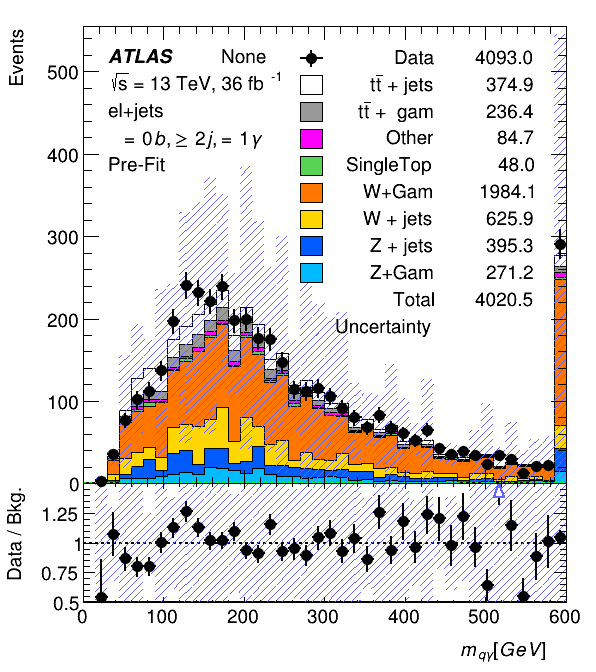 Events
ATLAS None
√s = 13 TeV, 36 fb⁻¹
el+jets
= 0b, ≥ 2j, = 1γ
Pre-Fit
Data 4093.0
tt̄ + jets 374.9
tt̄ + gam 236.4
Other 84.7
SingleTop 48.0
W+Gam 1984.1
W + jets 625.9
Z + jets 395.3
Z+Gam 271.2
Total 4020.5
Uncertainty
500
400
300
200
100
0
Data / Bkg.
1.25
1
0.75
0.5
0 100 200 300 400 500 600
m_qγ[GeV]